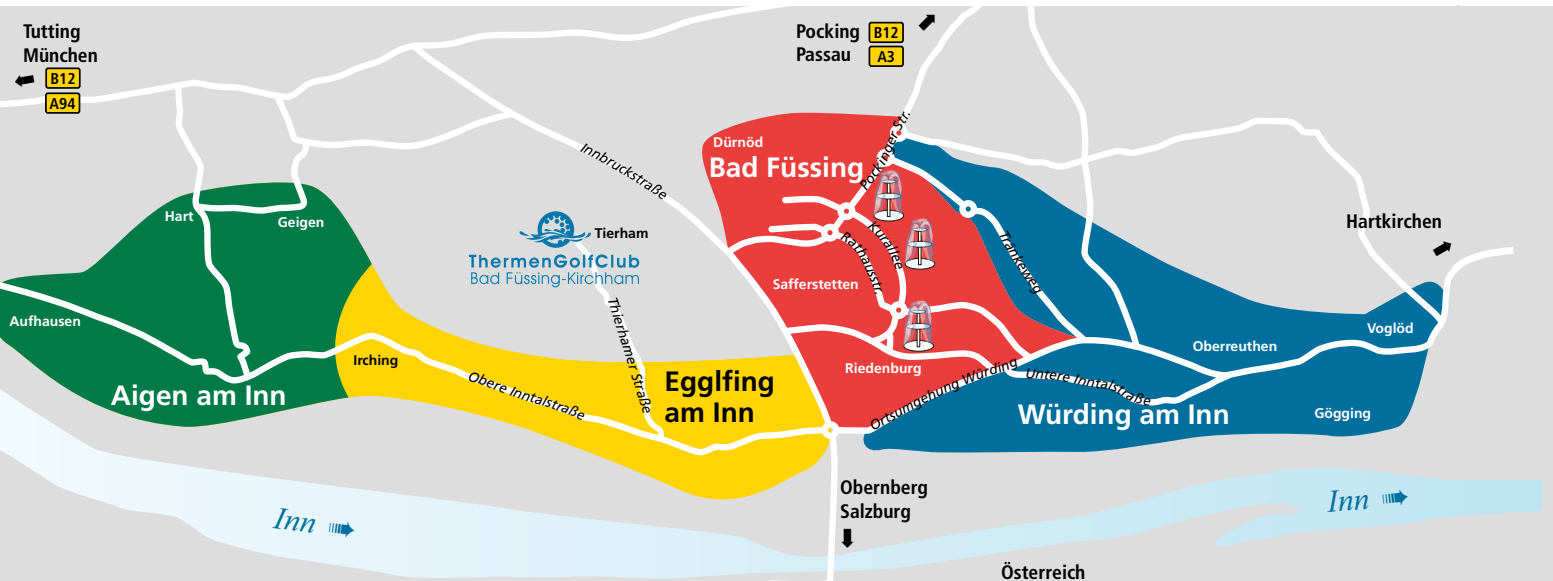 Tutting
München
B12
A94
Pocking B12
Passau A3
Innbruckstraße
Dürnöd
Bad Füssing
Pockinger Str.
Hart
Geigen
Tierham
ThermenGolfClub
Bad Füssing-Kirchham
Kurallee
Rathausstr.
Tränkeweg
Hartkirchen
Safferstetten
Aufhausen
Thierhamer Straße
Voglöd
Irching
Oberreuthen
Riedenburg
Aigen am Inn
Obere Inntalstraße
Egglfing
am Inn
Ortsumgehung Würding
Untere Inntalstraße
Würding am Inn
Gögging
Obernberg
Salzburg
Inn
Inn
Österreich